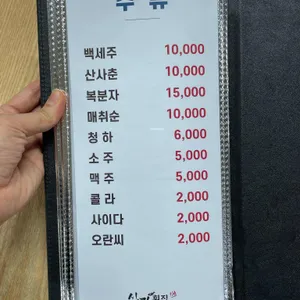 주류
백세주 10,000
산사춘 10,000
복분자 15,000
매취순 10,000
청하 6,000
소주 5,000
맥주 5,000
콜라 2,000
사이다 2,000
오란씨 2,000